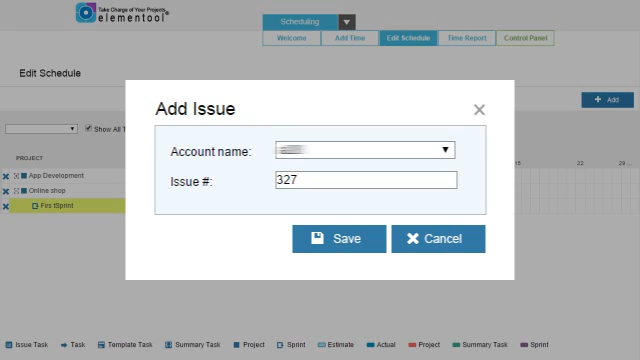 Take Charge of Your Projects
elementool®
Scheduling
Welcome
Add Time
Edit Schedule
Time Report
Control Panel
Edit Schedule
Add
Show All T
PROJECT
22
29...
App Development
Online shop
Firs tSprint
Add Issue
Account name:
Issue #:
327
Save
Cancel
Issue Task
Task
Template Task
Summary Task
Project
Sprint
Estimate
Actual
Project
Summary Task
Sprint